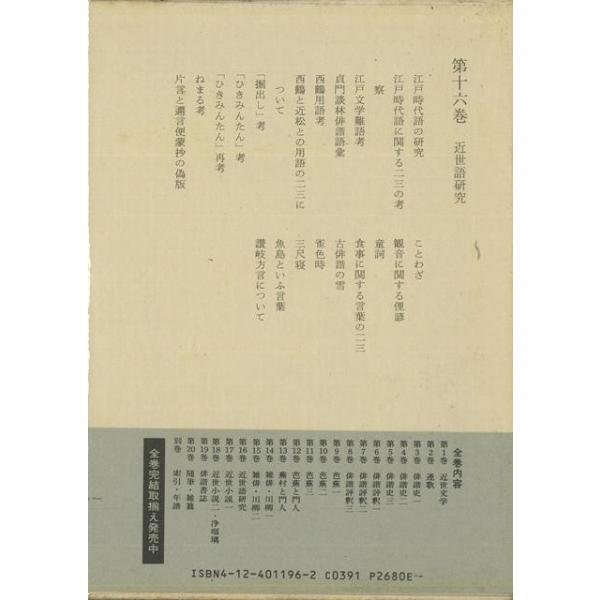 第十六巻　近世語研究
江戸時代語の研究
江戸時代語に関する二三の考
察
江戸文学難語考
貞門談林俳諧語彙
西鶴用語考
西鶴と近松との用語の二三に
ついて
「掘出し」考
「ひきみんたん」考
「ひきみんたん」再考
ねまる考
片言と邇言便蒙抄の偽版
ことわざ
観音に関する俚諺
童詞
食事に関する言葉の二三
古俳諧の雪
雀色時
三尺寝
魚島といふ言葉
讃岐方言について
全巻内容
第1巻　近世文学
第2巻　連歌
第3巻　俳諧史一
第4巻　俳諧史二
第5巻　俳諧史三
第6巻　俳諧評釈一
第7巻　俳諧評釈二
第8巻　俳諧評釈三
第9巻　芭蕉一
第10巻　芭蕉二
第11巻　芭蕉三
第12巻　芭蕉と門人
第13巻　蕪村と門人
第14巻　雑俳・川柳一
第15巻　雑俳・川柳二
第16巻　近世語研究
第17巻　近世小説一
第18巻　近世小説二・浄瑠璃
第19巻　俳諧書誌
第20巻　随筆・雑纂
別巻　索引・年譜
全巻完結取揃え発売中
ISBN4-12-401196-2 C0391 P2680E